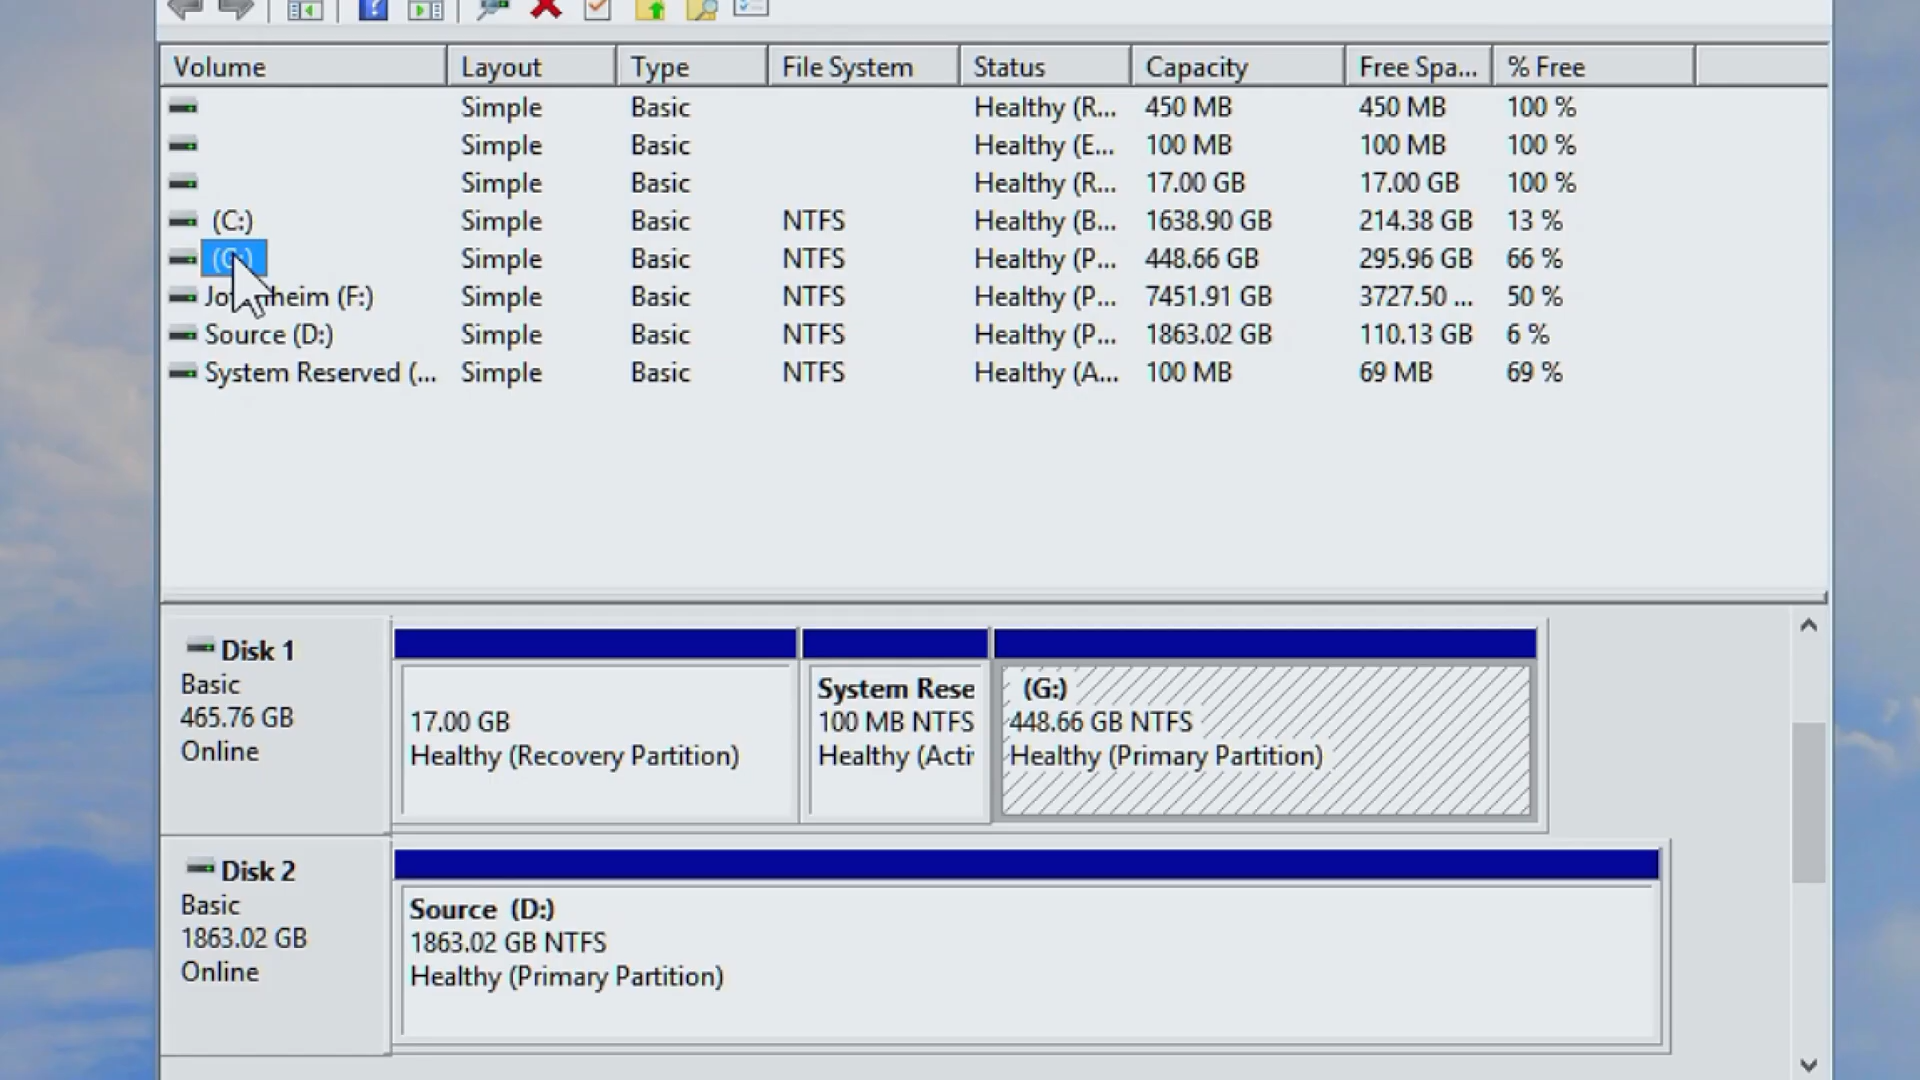 Volume Layout Type File System Status Capacity Free Spa... % Free
Simple Basic Healthy (R... 450 MB 450 MB 100 %
Simple Basic Healthy (E... 100 MB 100 MB 100 %
Simple Basic Healthy (R... 17.00 GB 17.00 GB 100 %
(C:) Simple Basic NTFS Healthy (B... 1638.90 GB 214.38 GB 13 %
Simple Basic NTFS Healthy (P... 448.66 GB 295.96 GB 66 %
(F:) Simple Basic NTFS Healthy (P... 7451.91 GB 3727.50 ... 50 %
Source (D:) Simple Basic NTFS Healthy (P... 1863.02 GB 110.13 GB 6 %
System Reserved (... Simple Basic NTFS Healthy (A... 100 MB 69 MB 69 %
Disk 1
Basic
465.76 GB
Online
17.00 GB
Healthy (Recovery Partition)
System Rese
100 MB NTFS
Healthy (Acti
(G:)
448.66 GB NTFS
Healthy (Primary Partition)
Disk 2
Basic
1863.02 GB
Online
Source (D:)
1863.02 GB NTFS
Healthy (Primary Partition)